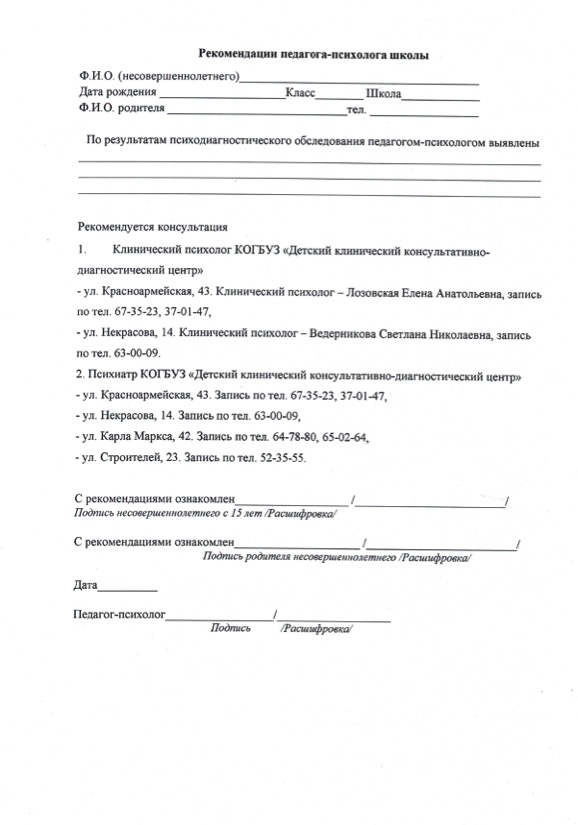 Рекомендации педагога-психолога школы
Ф.И.О. (несовершеннолетнего)
Дата рождения Класс Школа
Ф.И.О. родителя тел.
По результатам психодиагностического обследования педагогом-психологом выявлены
Рекомендуется консультация
1. Клинический психолог КОГБУЗ «Детский клинический консультативно-
диагностический центр»
- ул. Красноармейская, 43. Клинический психолог – Лозовская Елена Анатольевна, запись
по тел. 67-35-23, 37-01-47,
- ул. Некрасова, 14. Клинический психолог – Ведерникова Светлана Николаевна, запись
по тел. 63-00-09.
2. Психиатр КОГБУЗ «Детский клинический консультативно-диагностический центр»
- ул. Красноармейская, 43. Запись по тел. 67-35-23, 37-01-47,
- ул. Некрасова, 14. Запись по тел. 63-00-09,
- ул. Карла Маркса, 42. Запись по тел. 64-78-80, 65-02-64,
- ул. Строителей, 23. Запись по тел. 52-35-55.
С рекомендациями ознакомлен / /
Подпись несовершеннолетнего с 15 лет /Расшифровка/
С рекомендациями ознакомлен / /
Подпись родителя несовершеннолетнего /Расшифровка/
Дата
Педагог-психолог /
Подпись /Расшифровка/